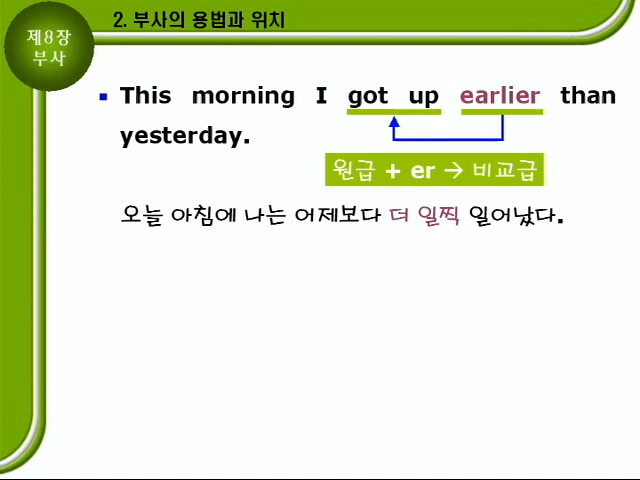 제8장
부사
2. 부사의 용법과 위치
This morning I got up earlier than
yesterday.
원급 + er → 비교급
오늘 아침에 나는 어제보다 더 일찍 일어났다.